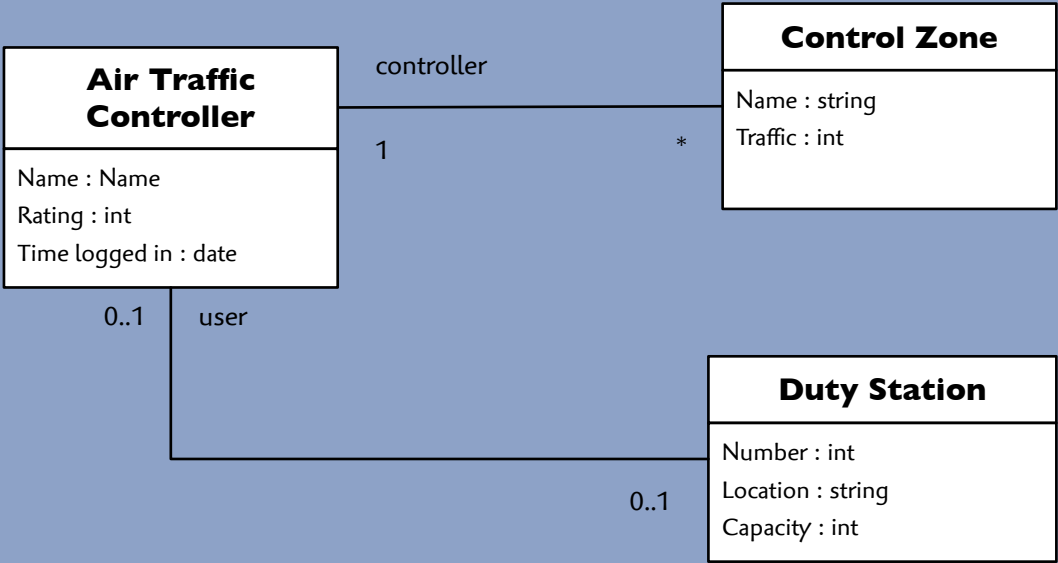 Air Traffic
Controller
Name : Name
Rating : int
Time logged in : date
controller
1
*
Control Zone
Name : string
Traffic : int
0..1
user
0..1
Duty Station
Number : int
Location : string
Capacity : int